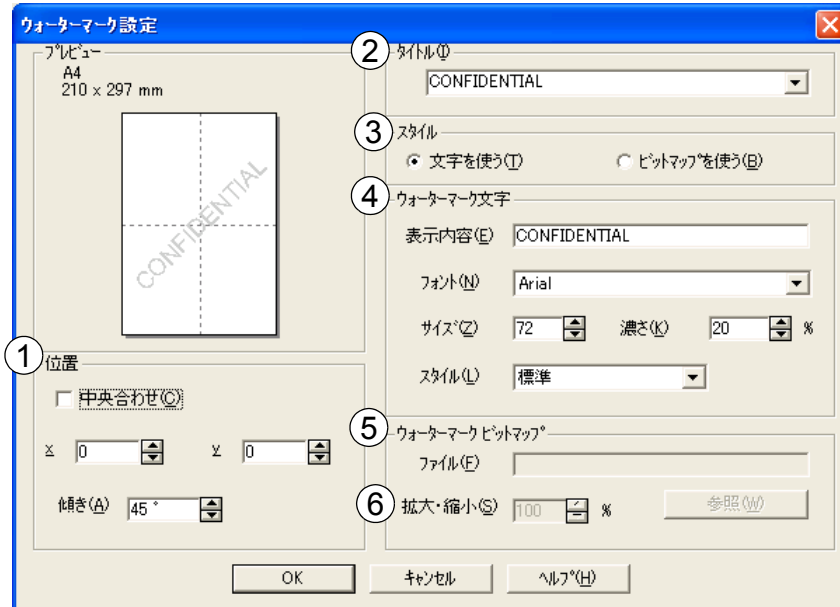 ウォーターマーク設定
プレビュー
A4
210 x 297 mm
CONFIDENTIAL
① 位置
中央合わせ(C)
X 0 Y 0
傾き(A) 45 °
② タイトル(I)
CONFIDENTIAL
③ スタイル
文字を使う(T) ビットマップを使う(B)
④ ウォーターマーク文字
表示内容(E) CONFIDENTIAL
フォント(N) Arial
サイズ(Z) 72 濃さ(K) 20 %
スタイル(L) 標準
⑤ ウォーターマーク ビットマップ
ファイル(F)
⑥ 拡大・縮小(S) 100 % 参照(W)
OK キャンセル ヘルプ(H)